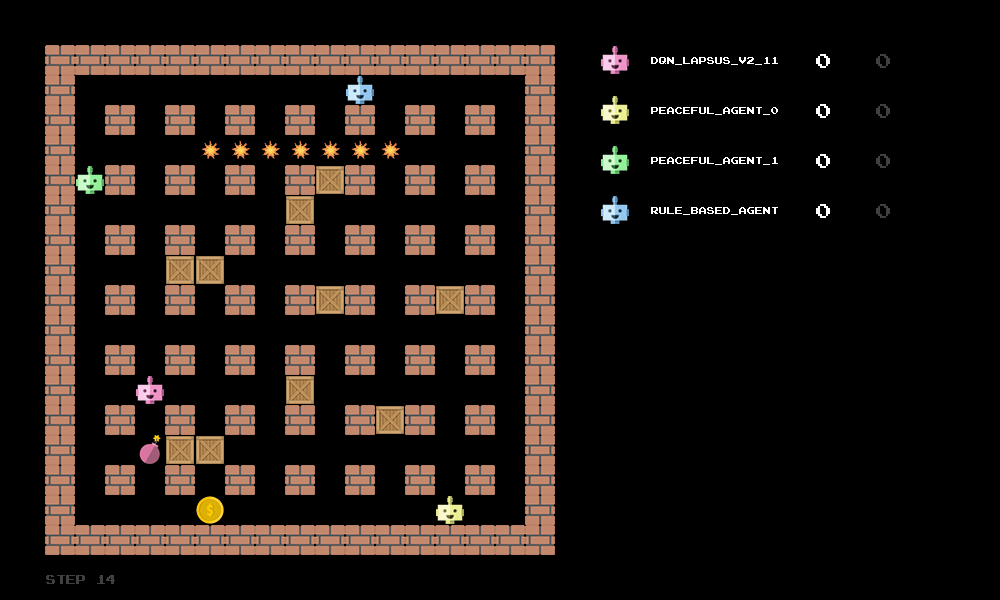 DQN_LAPSUS_V2_11 0 0
PEACEFUL_AGENT_0 0 0
PEACEFUL_AGENT_1 0 0
RULE_BASED_AGENT 0 0
$
STEP 14